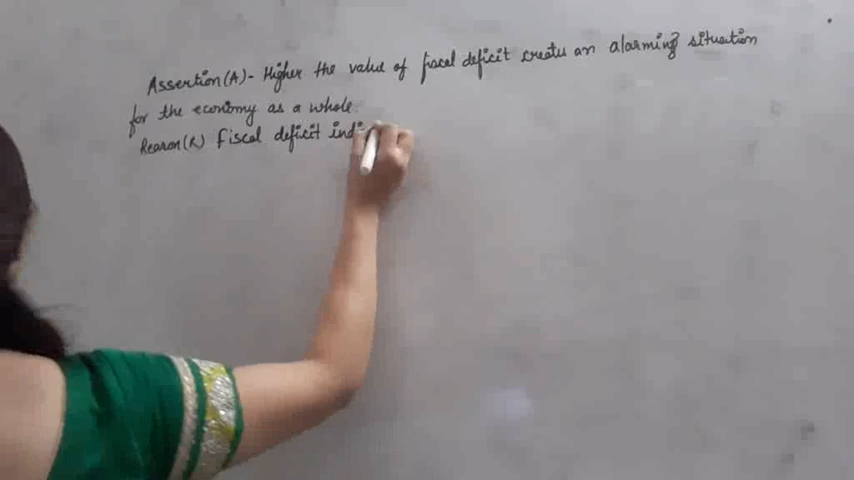 Assertion(A)- Higher the value of fiscal deficit creates an alarming situation
for the economy as a whole.
Reason(R) Fiscal deficit indi